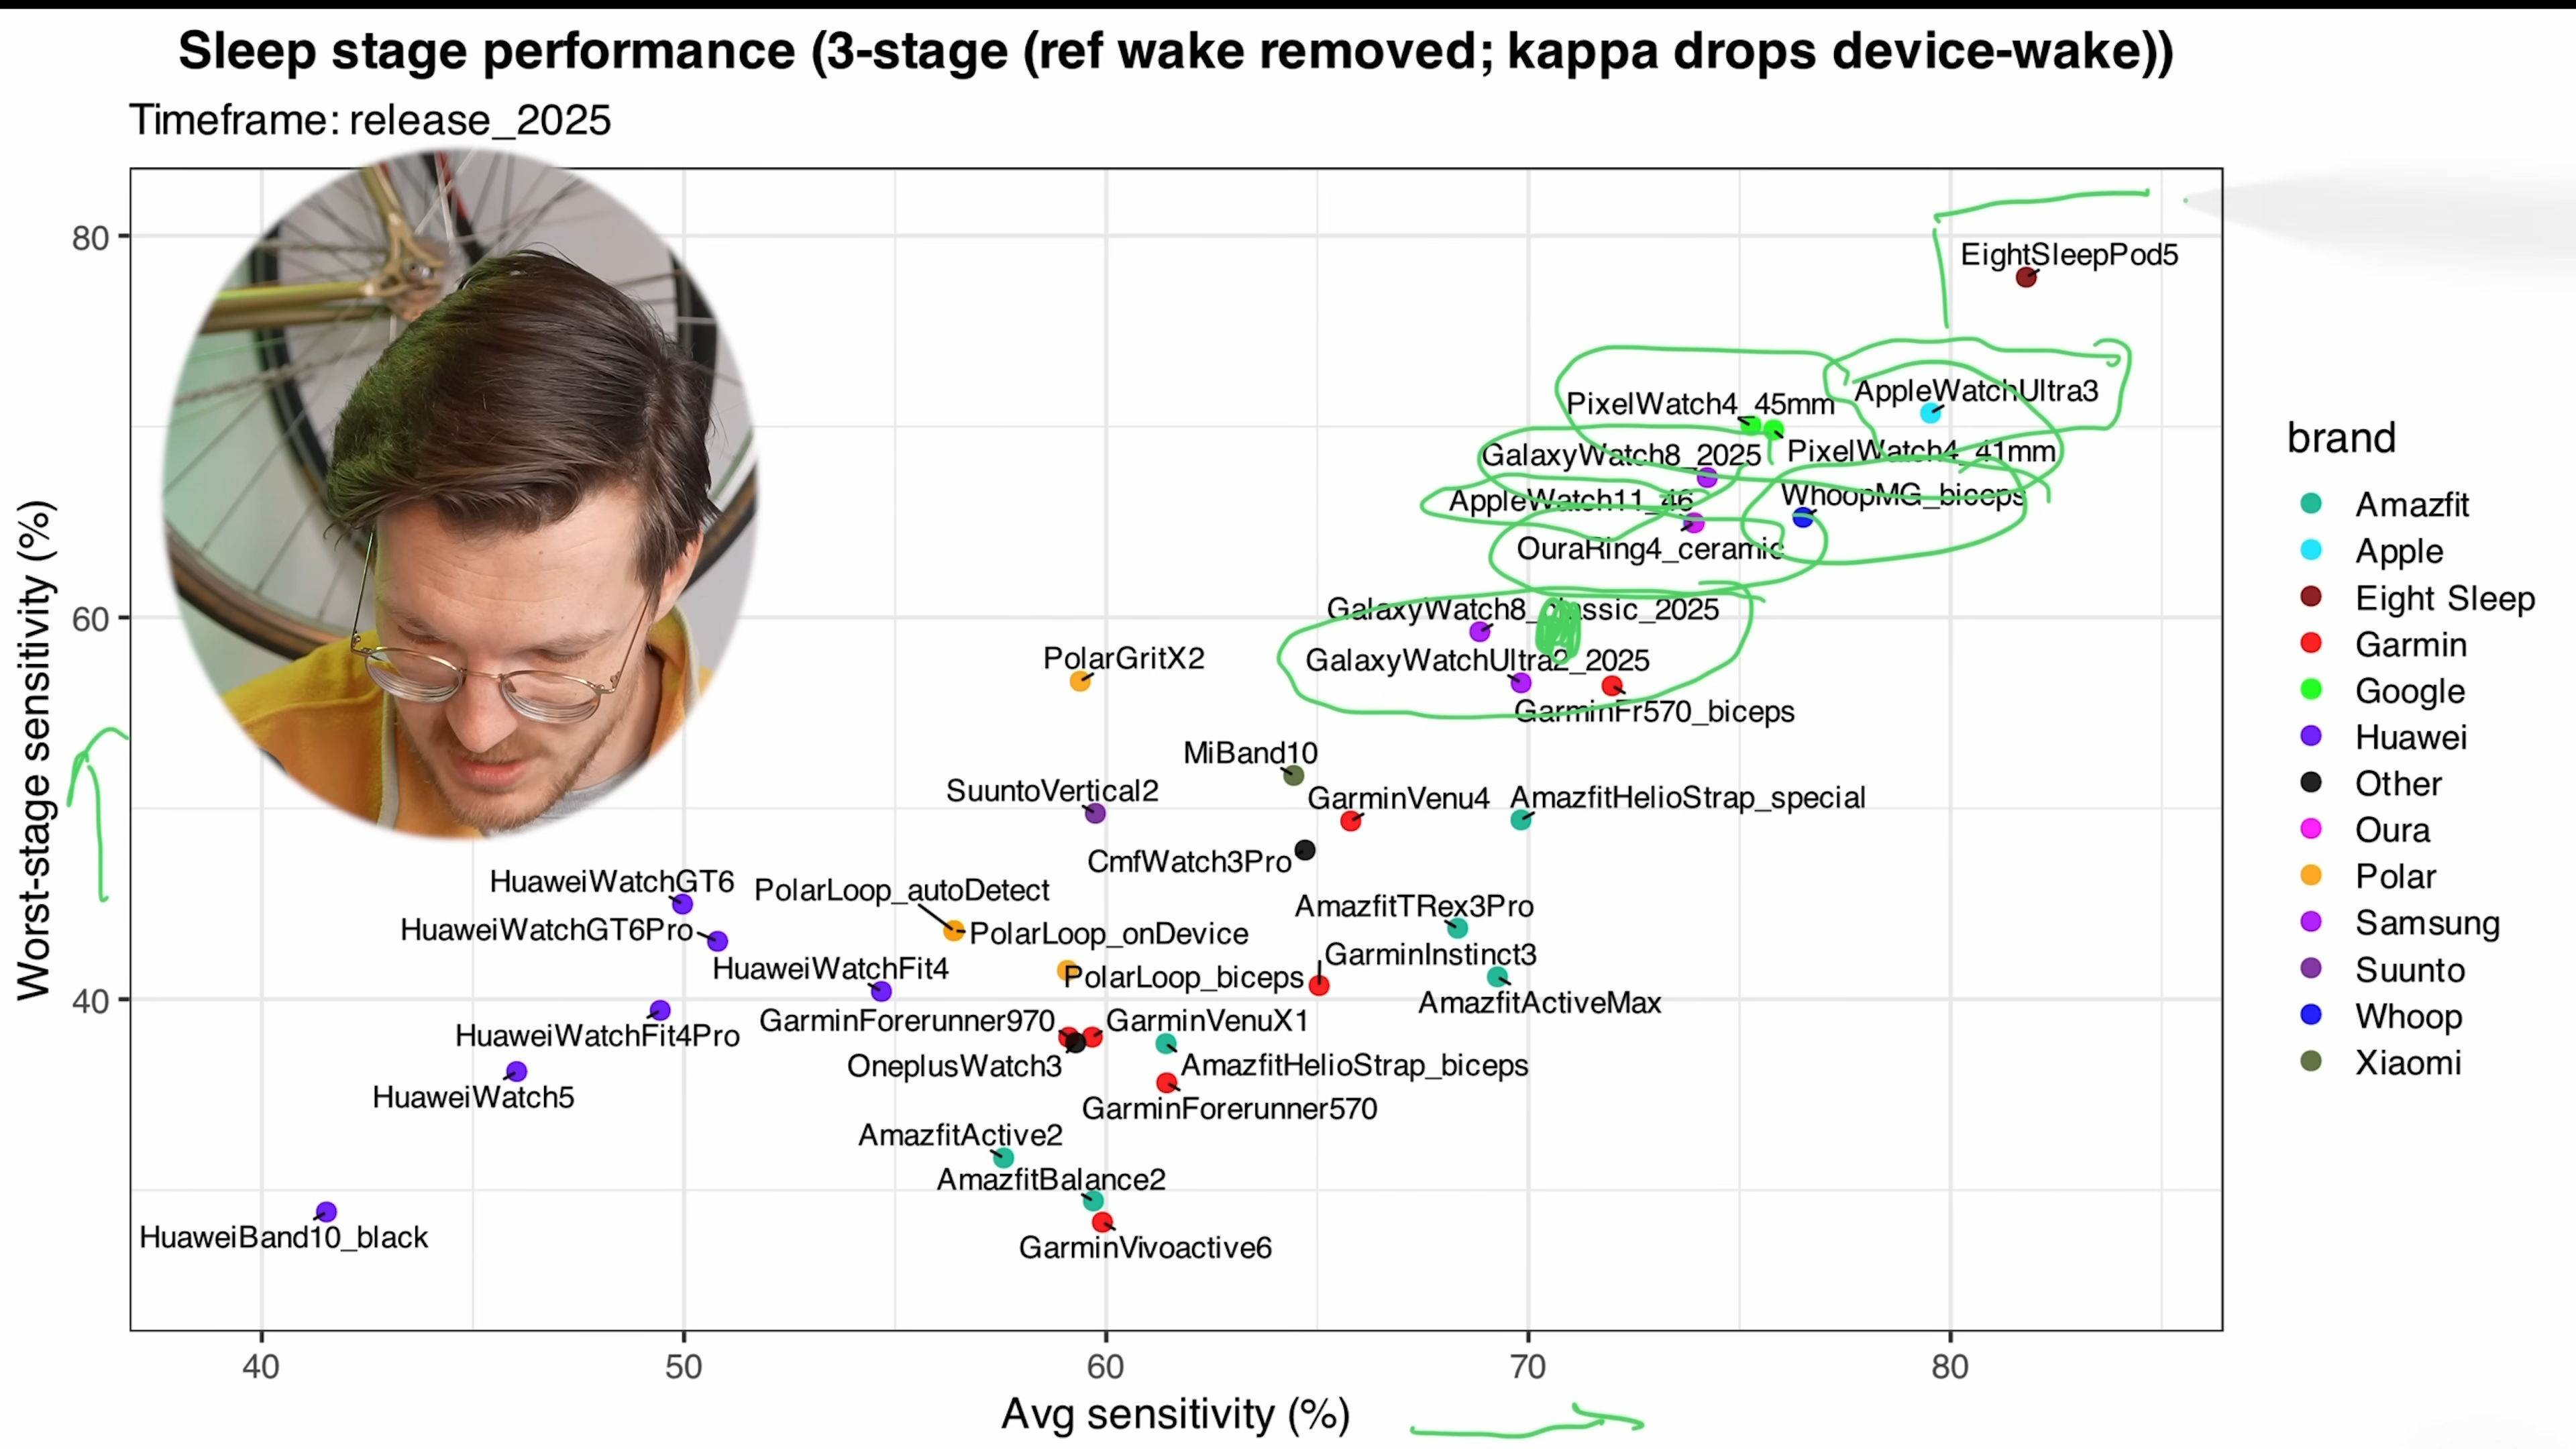 Sleep stage performance (3-stage (ref wake removed; kappa drops device-wake))
Timeframe: release_2025
Worst-stage sensitivity (%)
80
60
40
EightSleepPod5
AppleWatchUltra3
PixelWatch4_45mm
PixelWatch4_41mm
GalaxyWatch8_2025
WhoopMG_biceps
AppleWatch11_46
OuraRing4_ceramic
GalaxyWatch8_classic_2025
PolarGritX2
GalaxyWatchUltra2_2025
GarminFr570_biceps
MiBand10
SuuntoVertical2
GarminVenu4
AmazfitHelioStrap_special
CmfWatch3Pro
HuaweiWatchGT6
PolarLoop_autoDetect
AmazfitTRex3Pro
HuaweiWatchGT6Pro
PolarLoop_onDevice
GarminInstinct3
HuaweiWatchFit4
PolarLoop_biceps
AmazfitActiveMax
GarminForerunner970
GarminVenuX1
HuaweiWatchFit4Pro
OneplusWatch3
AmazfitHelioStrap_biceps
HuaweiWatch5
GarminForerunner570
AmazfitActive2
AmazfitBalance2
HuaweiBand10_black
GarminVivoactive6
40
50
60
70
80
Avg sensitivity (%)
brand
Amazfit
Apple
Eight Sleep
Garmin
Google
Huawei
Other
Oura
Polar
Samsung
Suunto
Whoop
Xiaomi